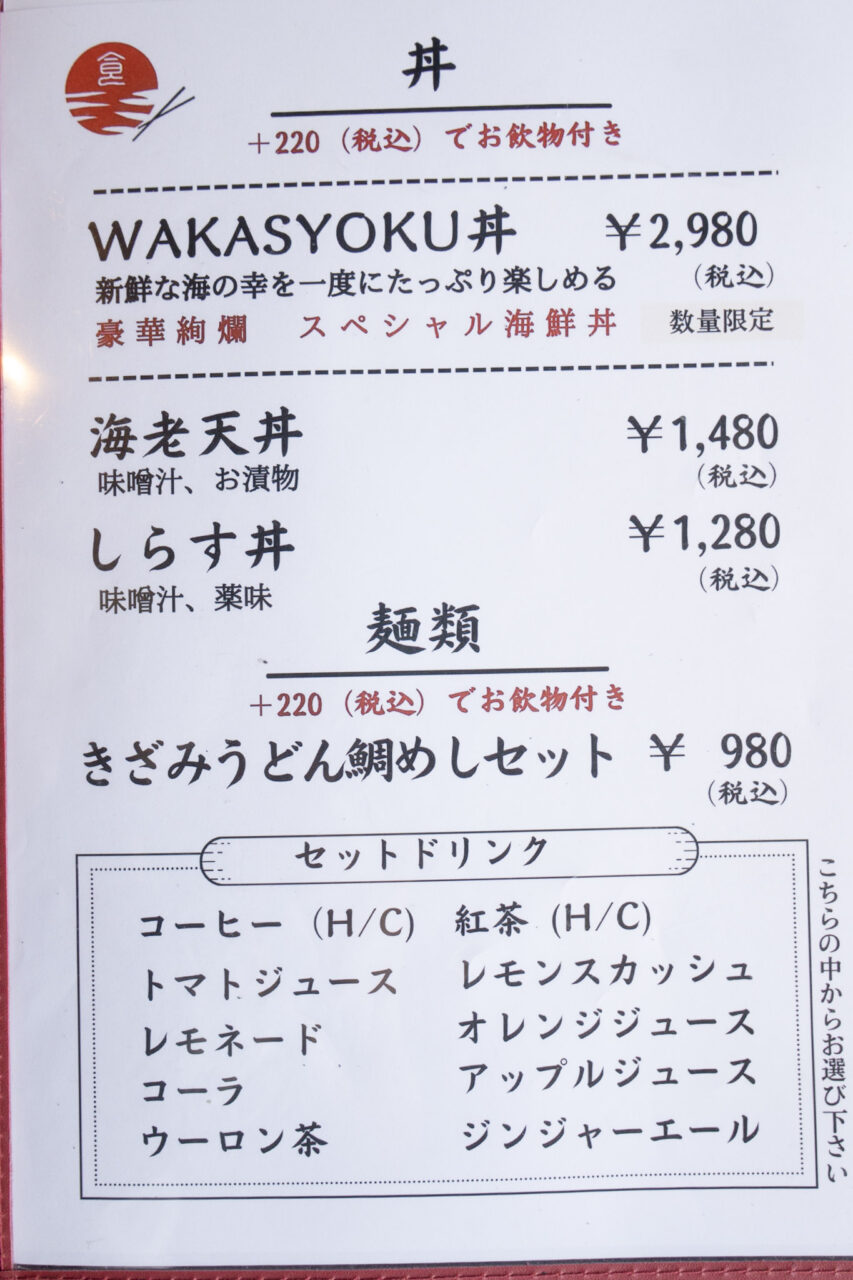 食
丼
＋220（税込）でお飲物付き
WAKASYOKU丼 ￥2,980
（税込）
新鮮な海の幸を一度にたっぷり楽しめる
豪華絢爛 スペシャル海鮮丼 数量限定
海老天丼 ￥1,480
（税込）
味噌汁、お漬物
しらす丼 ￥1,280
（税込）
味噌汁、薬味
麺類
＋220（税込）でお飲物付き
きざみうどん鯛めしセット ￥ 980
（税込）
セットドリンク
コーヒー（H/C） 紅茶 (H/C)
トマトジュース レモンスカッシュ
レモネード オレンジジュース
コーラ アップルジュース
ウーロン茶 ジンジャーエール
こちらの中からお選び下さい